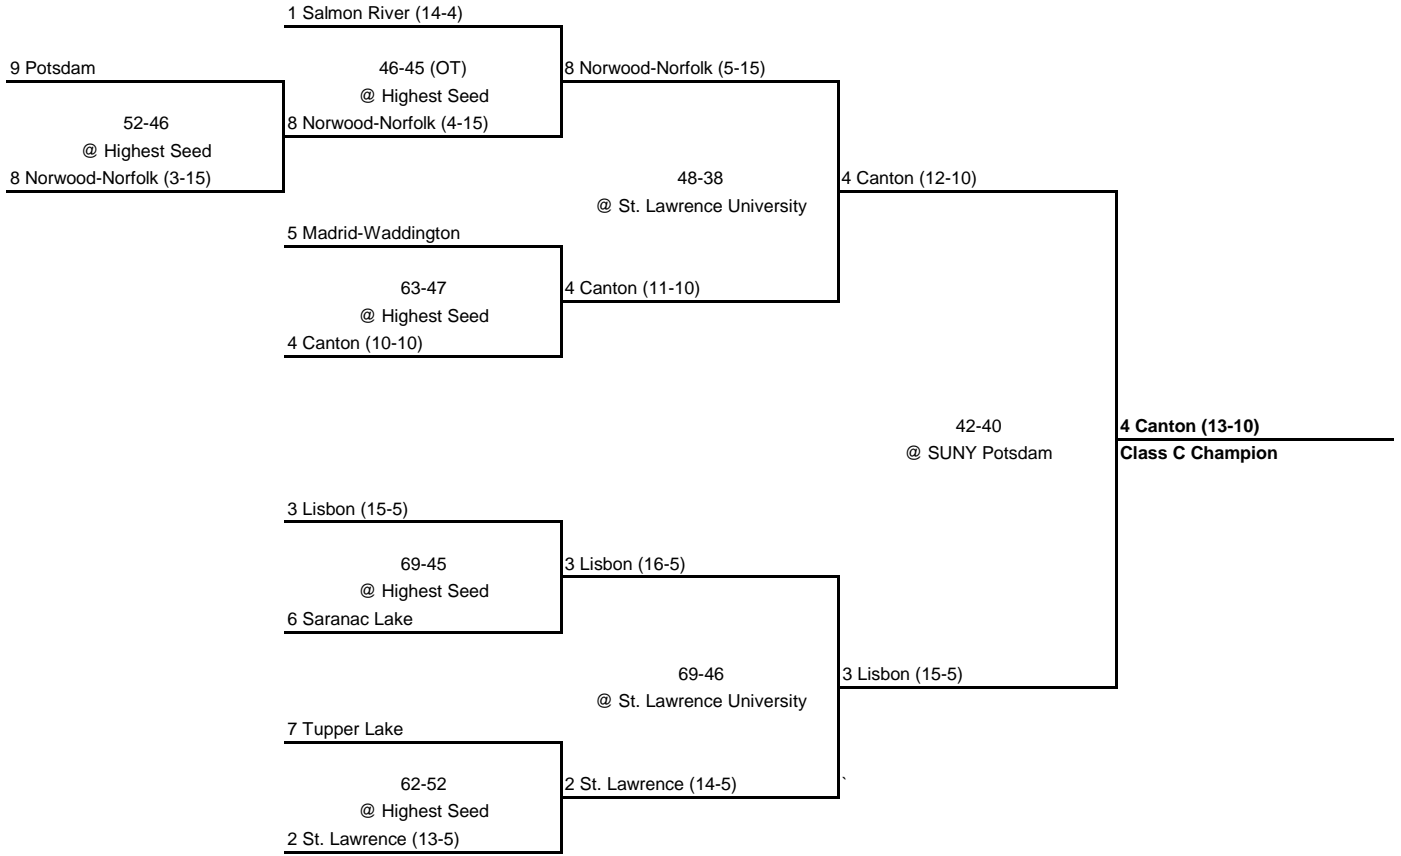 1 Salmon River (14-4)
9 Potsdam
46-45 (OT)
8 Norwood-Norfolk (5-15)
@ Highest Seed
52-46
8 Norwood-Norfolk (4-15)
@ Highest Seed
8 Norwood-Norfolk (3-15)
48-38
4 Canton (12-10)
@ St. Lawrence University
5 Madrid-Waddington
63-47
4 Canton (11-10)
@ Highest Seed
4 Canton (10-10)
42-40
4 Canton (13-10)
@ SUNY Potsdam
Class C Champion
3 Lisbon (15-5)
69-45
3 Lisbon (16-5)
@ Highest Seed
6 Saranac Lake
69-46
3 Lisbon (15-5)
@ St. Lawrence University
7 Tupper Lake
62-52
2 St. Lawrence (14-5)
`
@ Highest Seed
2 St. Lawrence (13-5)